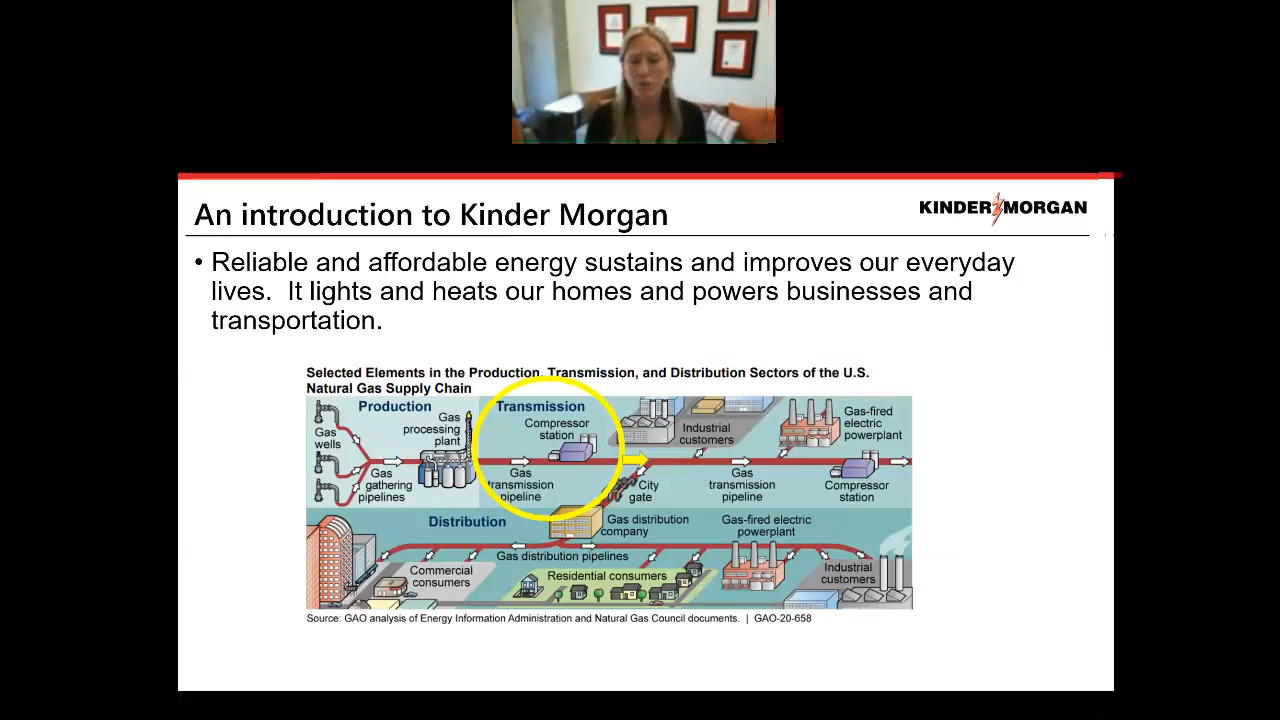 An introduction to Kinder Morgan
KINDER MORGAN
• Reliable and affordable energy sustains and improves our everyday
lives.  It lights and heats our homes and powers businesses and
transportation.
Selected Elements in the Production, Transmission, and Distribution Sectors of the U.S.
Natural Gas Supply Chain
Production
Gas
wells
Gas
gathering
pipelines
Gas
processing
plant
Transmission
Compressor
station
Gas
transmission
pipeline
Industrial
customers
City
gate
Gas
transmission
pipeline
Gas-fired
electric
powerplant
Compressor
station
Distribution
Gas distribution
company
Gas-fired electric
powerplant
Gas distribution pipelines
Commercial
consumers
Residential consumers
Industrial
customers
Source: GAO analysis of Energy Information Administration and Natural Gas Council documents.  |  GAO-20-658